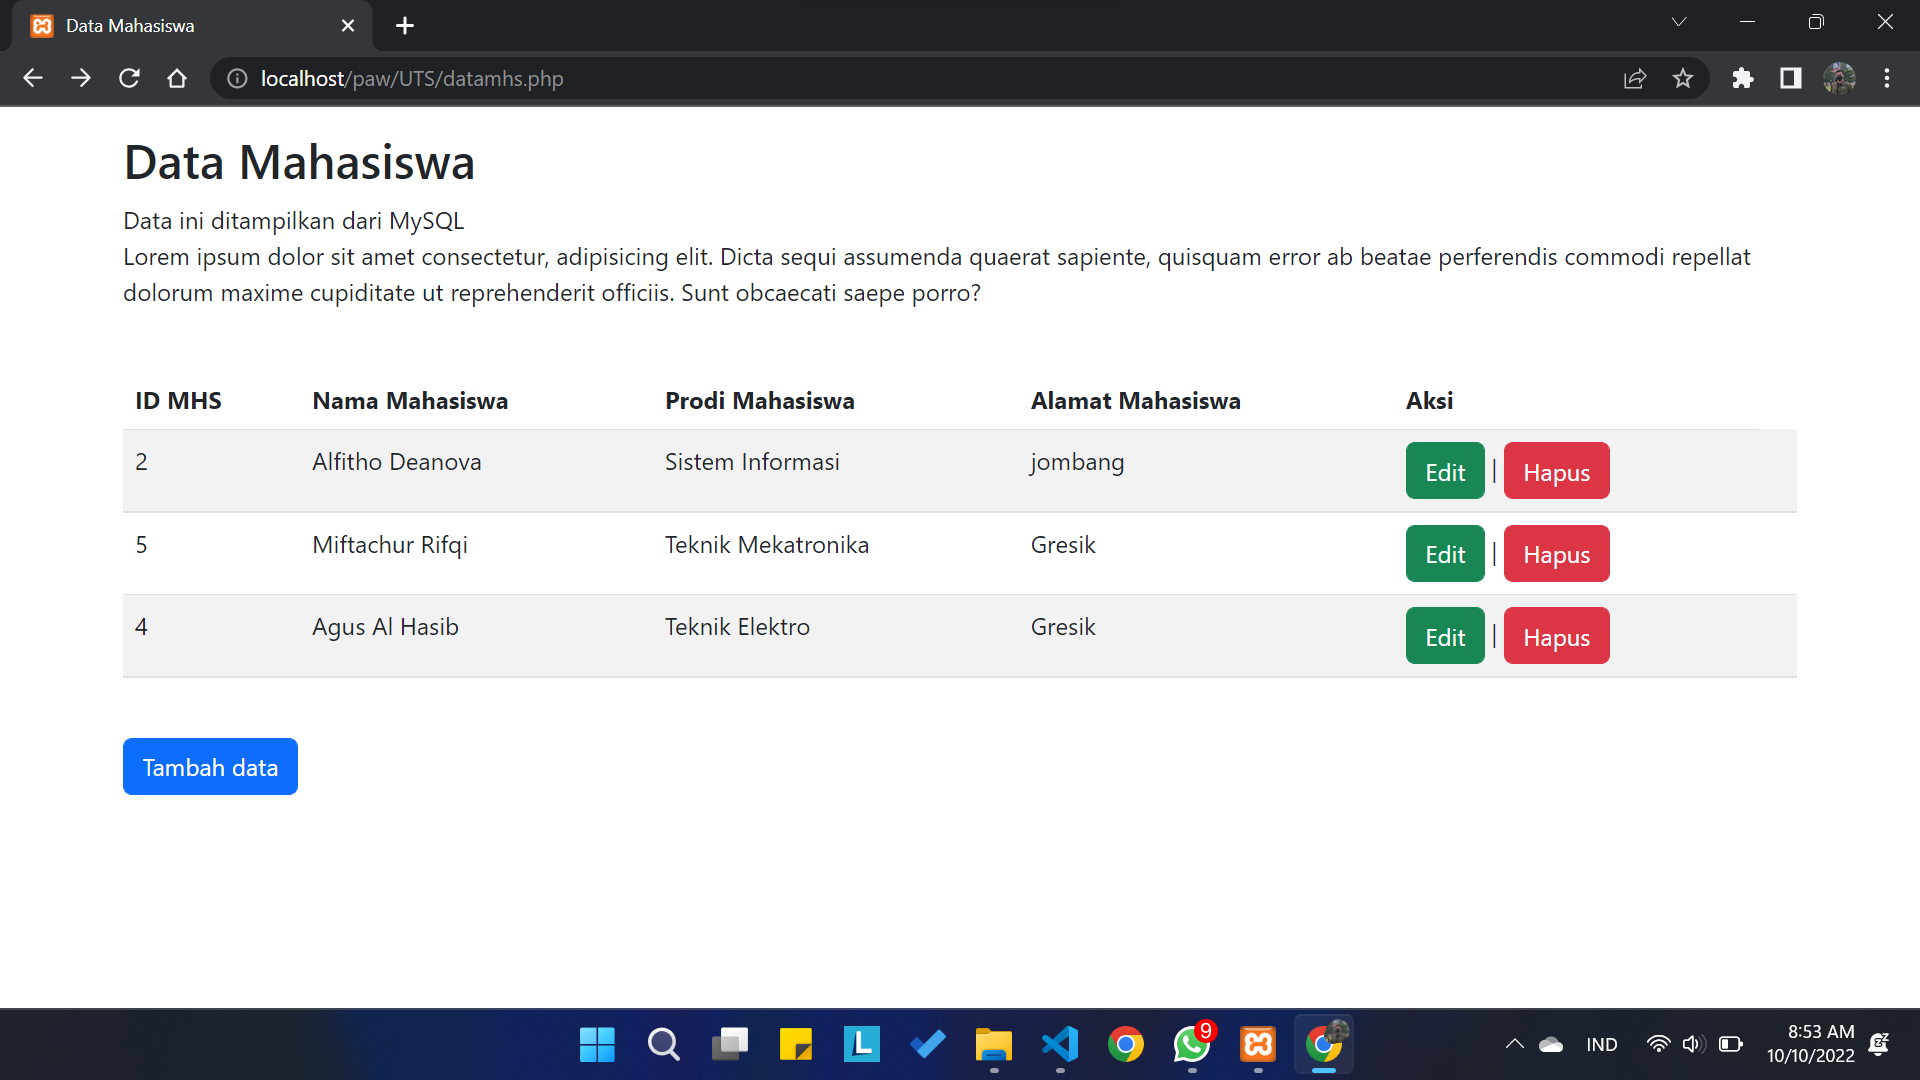 Data Mahasiswa
localhost/paw/UTS/datamhs.php
Data Mahasiswa
Data ini ditampilkan dari MySQL
Lorem ipsum dolor sit amet consectetur, adipisicing elit. Dicta sequi assumenda quaerat sapiente, quisquam error ab beatae perferendis commodi repellat
dolorum maxime cupiditate ut reprehenderit officiis. Sunt obcaecati saepe porro?
ID MHS Nama Mahasiswa Prodi Mahasiswa Alamat Mahasiswa Aksi
2 Alfitho Deanova Sistem Informasi jombang Edit | Hapus
5 Miftachur Rifqi Teknik Mekatronika Gresik Edit | Hapus
4 Agus Al Hasib Teknik Elektro Gresik Edit | Hapus
Tambah data
L 9 IND 8:53 AM
10/10/2022